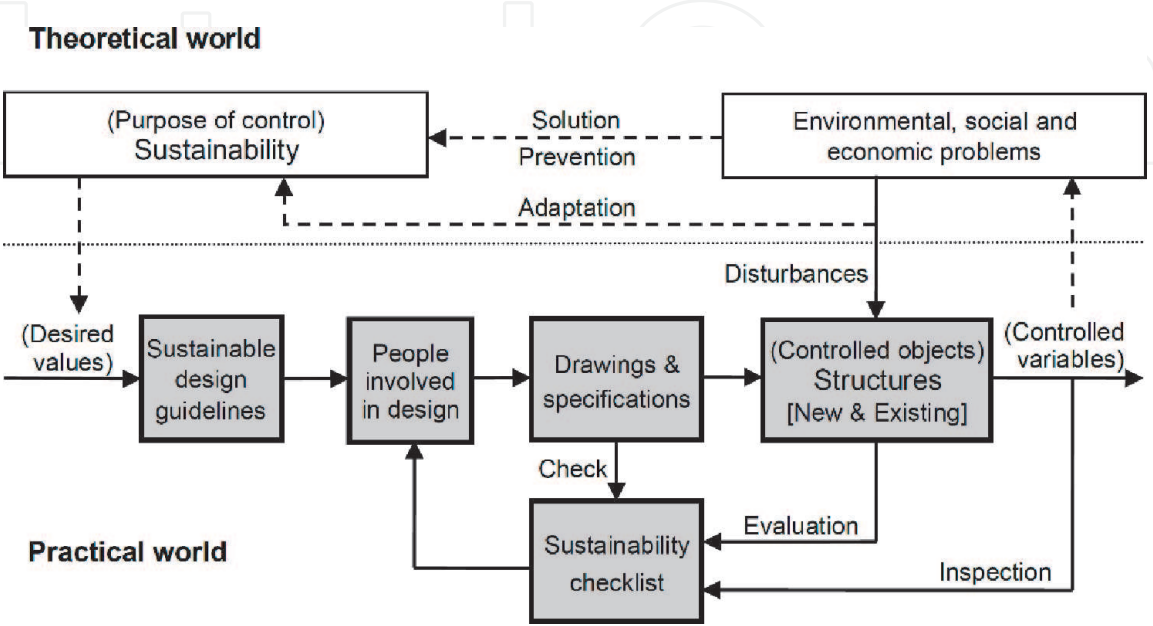 Theoretical world
(Purpose of control)
Sustainability
Solution
Prevention
Environmental, social and
economic problems
Adaptation
Disturbances
(Desired
values)
Sustainable
design
guidelines
People
involved
in design
Drawings &
specifications
(Controlled objects)
Structures
[New & Existing]
(Controlled
variables)
Check
Evaluation
Practical world
Sustainability
checklist
Inspection